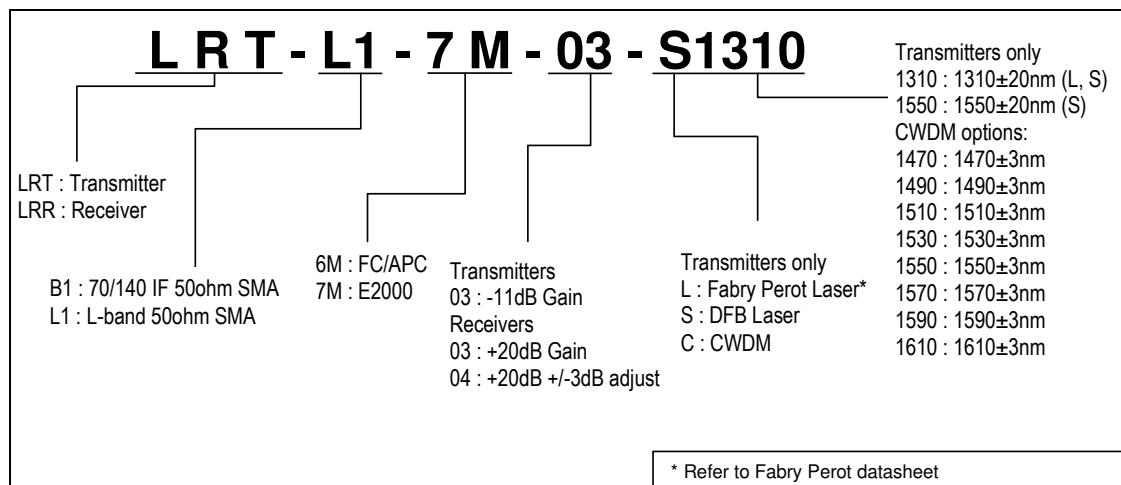 LRT - L1 - 7M - 03 - S1310
LRT : Transmitter
LRR : Receiver
B1 : 70/140 IF 50ohm SMA
L1 : L-band 50ohm SMA
6M : FC/APC
7M : E2000
Transmitters
03 : -11dB Gain
Receivers
03 : +20dB Gain
04 : +20dB +/-3dB adjust
Transmitters only
L : Fabry Perot Laser*
S : DFB Laser
C : CWDM
Transmitters only
1310 : 1310±20nm (L, S)
1550 : 1550±20nm (S)
CWDM options:
1470 : 1470±3nm
1490 : 1490±3nm
1510 : 1510±3nm
1530 : 1530±3nm
1550 : 1550±3nm
1570 : 1570±3nm
1590 : 1590±3nm
1610 : 1610±3nm
* Refer to Fabry Perot datasheet